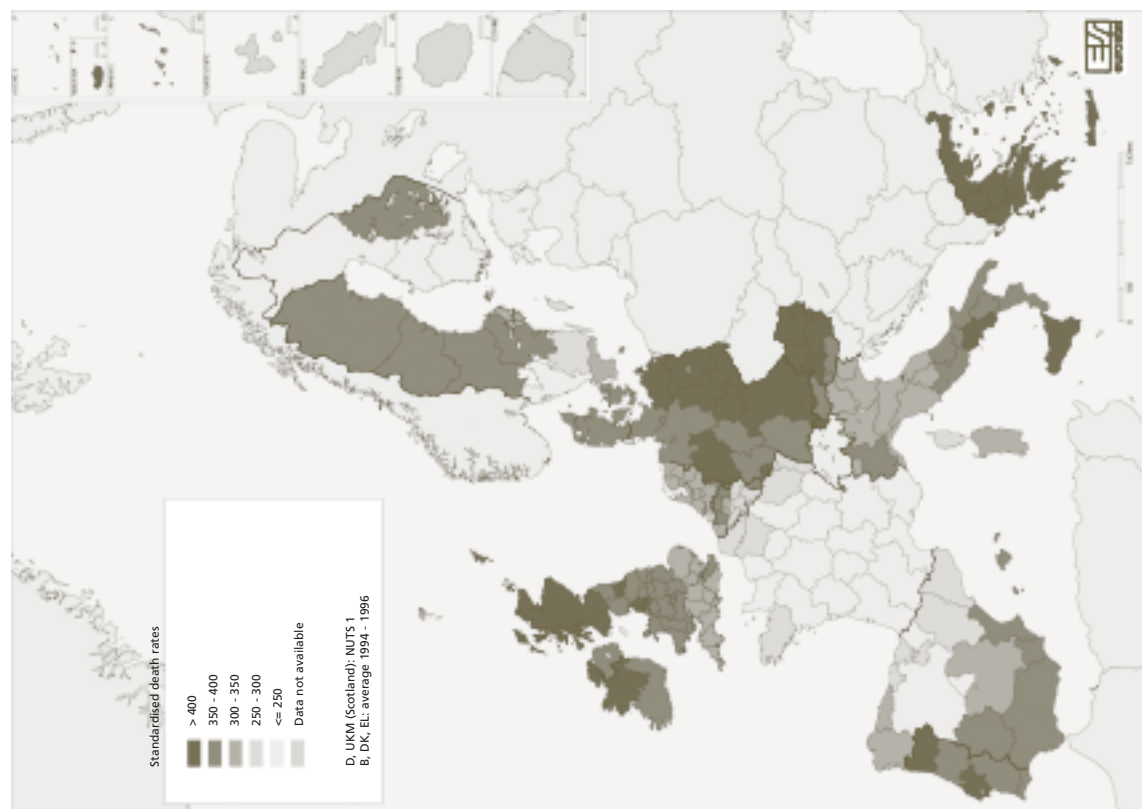 Standardised death rates
> 400
350 - 400
300 - 350
250 - 300
<= 250
Data not available
D, UKM (Scotland): NUTS 1
B, DK, EL: average 1994 - 1996